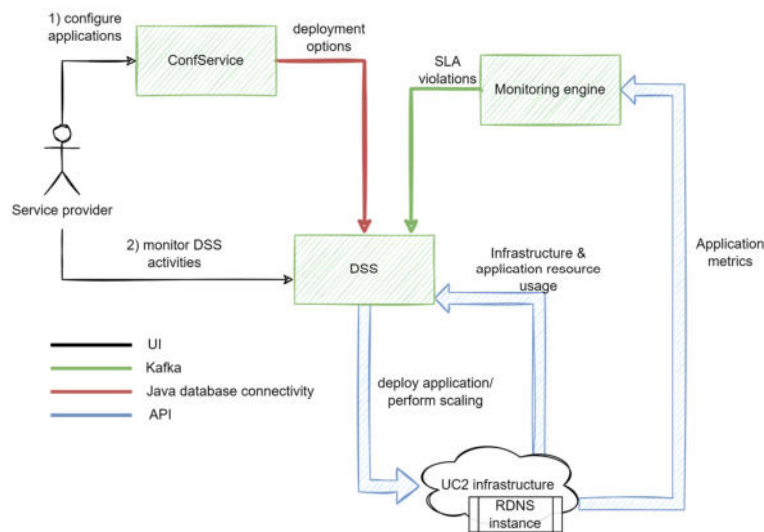 1) configure
applications
ConfService
deployment
options
SLA
violations
Monitoring engine
Service provider
2) monitor DSS
activities
DSS
Infrastructure &
application resource
usage
Application
metrics
UI
Kafka
Java database connectivity
API
deploy application/
perform scaling
UC2 infrastructure
RDNS
instance